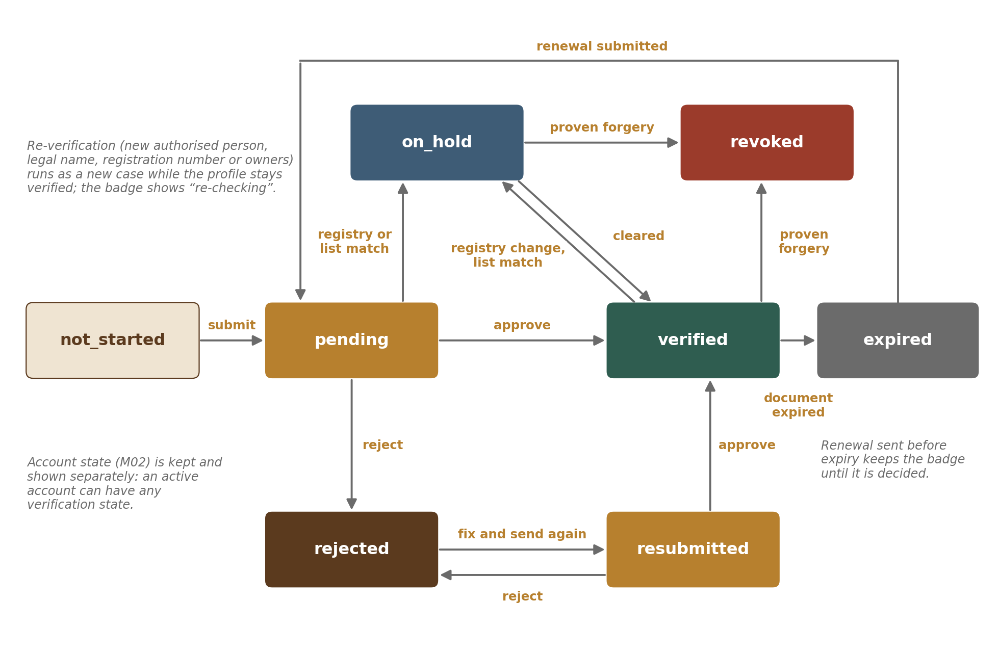 renewal submitted
on_hold
proven forgery
revoked
Re-verification (new authorised person,
legal name, registration number or owners)
runs as a new case while the profile stays
verified; the badge shows “re-checking”.
registry or
list match
registry change,
list match
cleared
proven
forgery
not_started
submit
pending
approve
verified
expired
document
expired
reject
approve
Renewal sent before
expiry keeps the badge
until it is decided.
Account state (M02) is kept and
shown separately: an active
account can have any
verification state.
rejected
fix and send again
resubmitted
reject